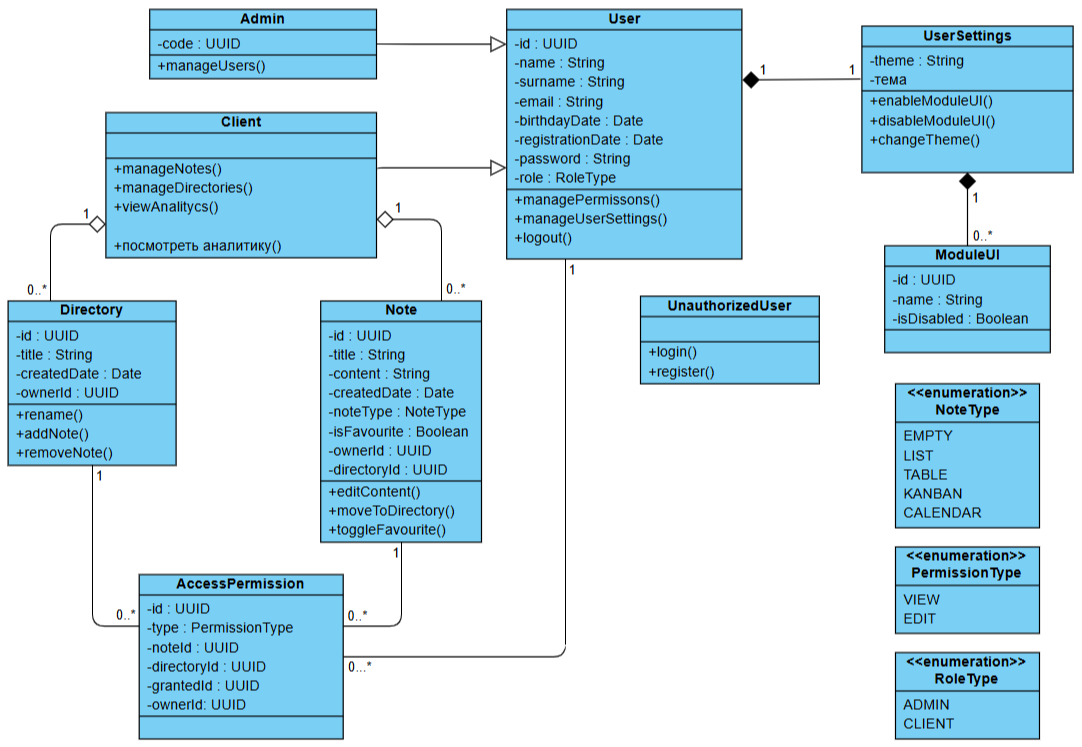 Admin
-code : UUID
+manageUsers()
User
-id : UUID
-name : String
-surname : String
-email : String
-birthdayDate : Date
-registrationDate : Date
-password : String
-role : RoleType
+managePermissons()
+manageUserSettings()
+logout()
1
1
1
UserSettings
-theme : String
-тема
+enableModuleUI()
+disableModuleUI()
+changeTheme()
1
0..*
Client
+manageNotes()
+manageDirectories()
+viewAnalitycs()
+посмотреть аналитику()
1
0..*
1
0..*
ModuleUI
-id : UUID
-name : String
-isDisabled : Boolean
Directory
-id : UUID
-title : String
-createdDate : Date
-ownerId : UUID
+rename()
+addNote()
+removeNote()
1
0..*
Note
-id : UUID
-title : String
-content : String
-createdDate : Date
-noteType : NoteType
-isFavourite : Boolean
-ownerId : UUID
-directoryId : UUID
+editContent()
+moveToDirectory()
+toggleFavourite()
1
0..*
UnauthorizedUser
+login()
+register()
<<enumeration>>
NoteType
EMPTY
LIST
TABLE
KANBAN
CALENDAR
AccessPermission
-id : UUID
-type : PermissionType
-noteId : UUID
-directoryId : UUID
-grantedId : UUID
-ownerId: UUID
0...*
<<enumeration>>
PermissionType
VIEW
EDIT
<<enumeration>>
RoleType
ADMIN
CLIENT